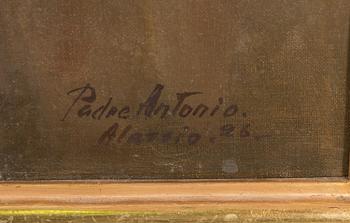 Padre Antonio.
Alassio. 26._